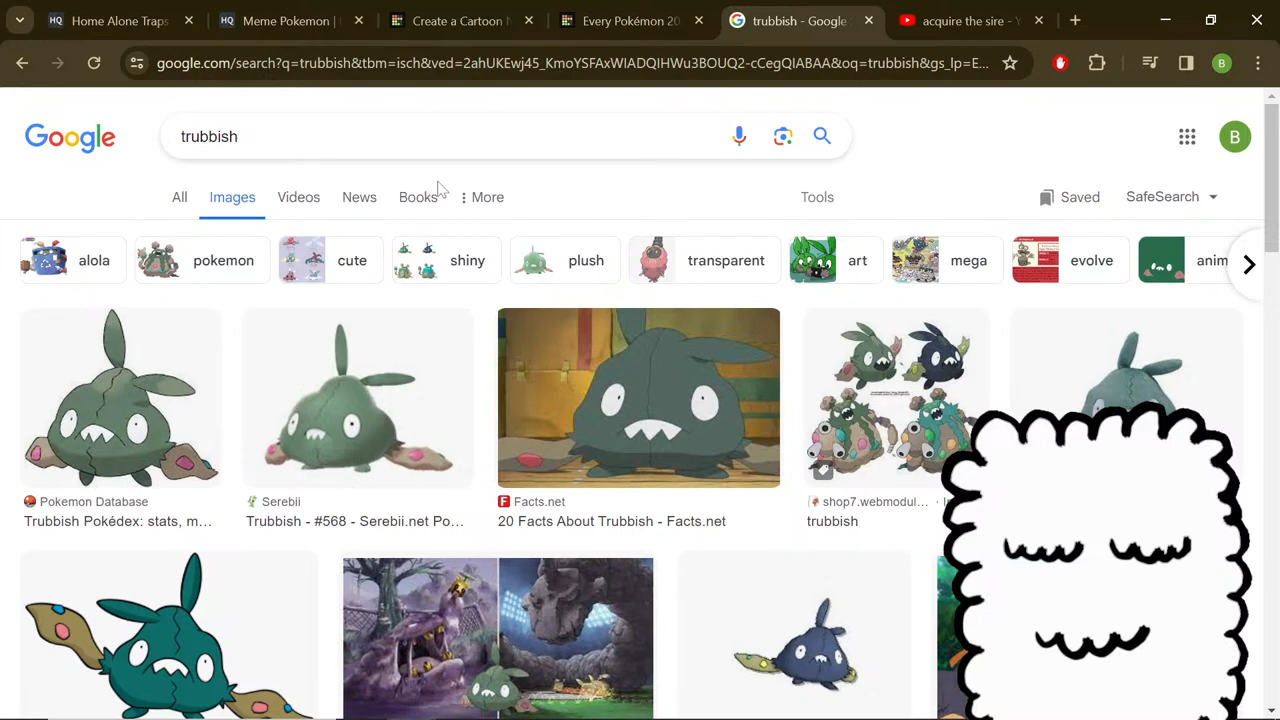 Home Alone Traps
Meme Pokemon |
Create a Cartoon
Every Pokémon 20
trubbish - Google
acquire the sire - Y
google.com/search?q=trubbish&tbm=isch&ved=2ahUKEwj45_KmoYSFAxWIADQIHWu3BOUQ2-cCegQIABAA&oq=trubbish&gs_lp=E...
B
Google
trubbish
B
All
Images
Videos
News
Books
More
Tools
Saved
SafeSearch
alola
pokemon
shiny
plush
transparent
art
mega
evolve
Pokemon Database
Trubbish Pokédex: stats, m...
Serebii
Trubbish - #568 - Serebii.net Po...
Facts.net
20 Facts About Trubbish - Facts.net
shop7.webmodul...
trubbish